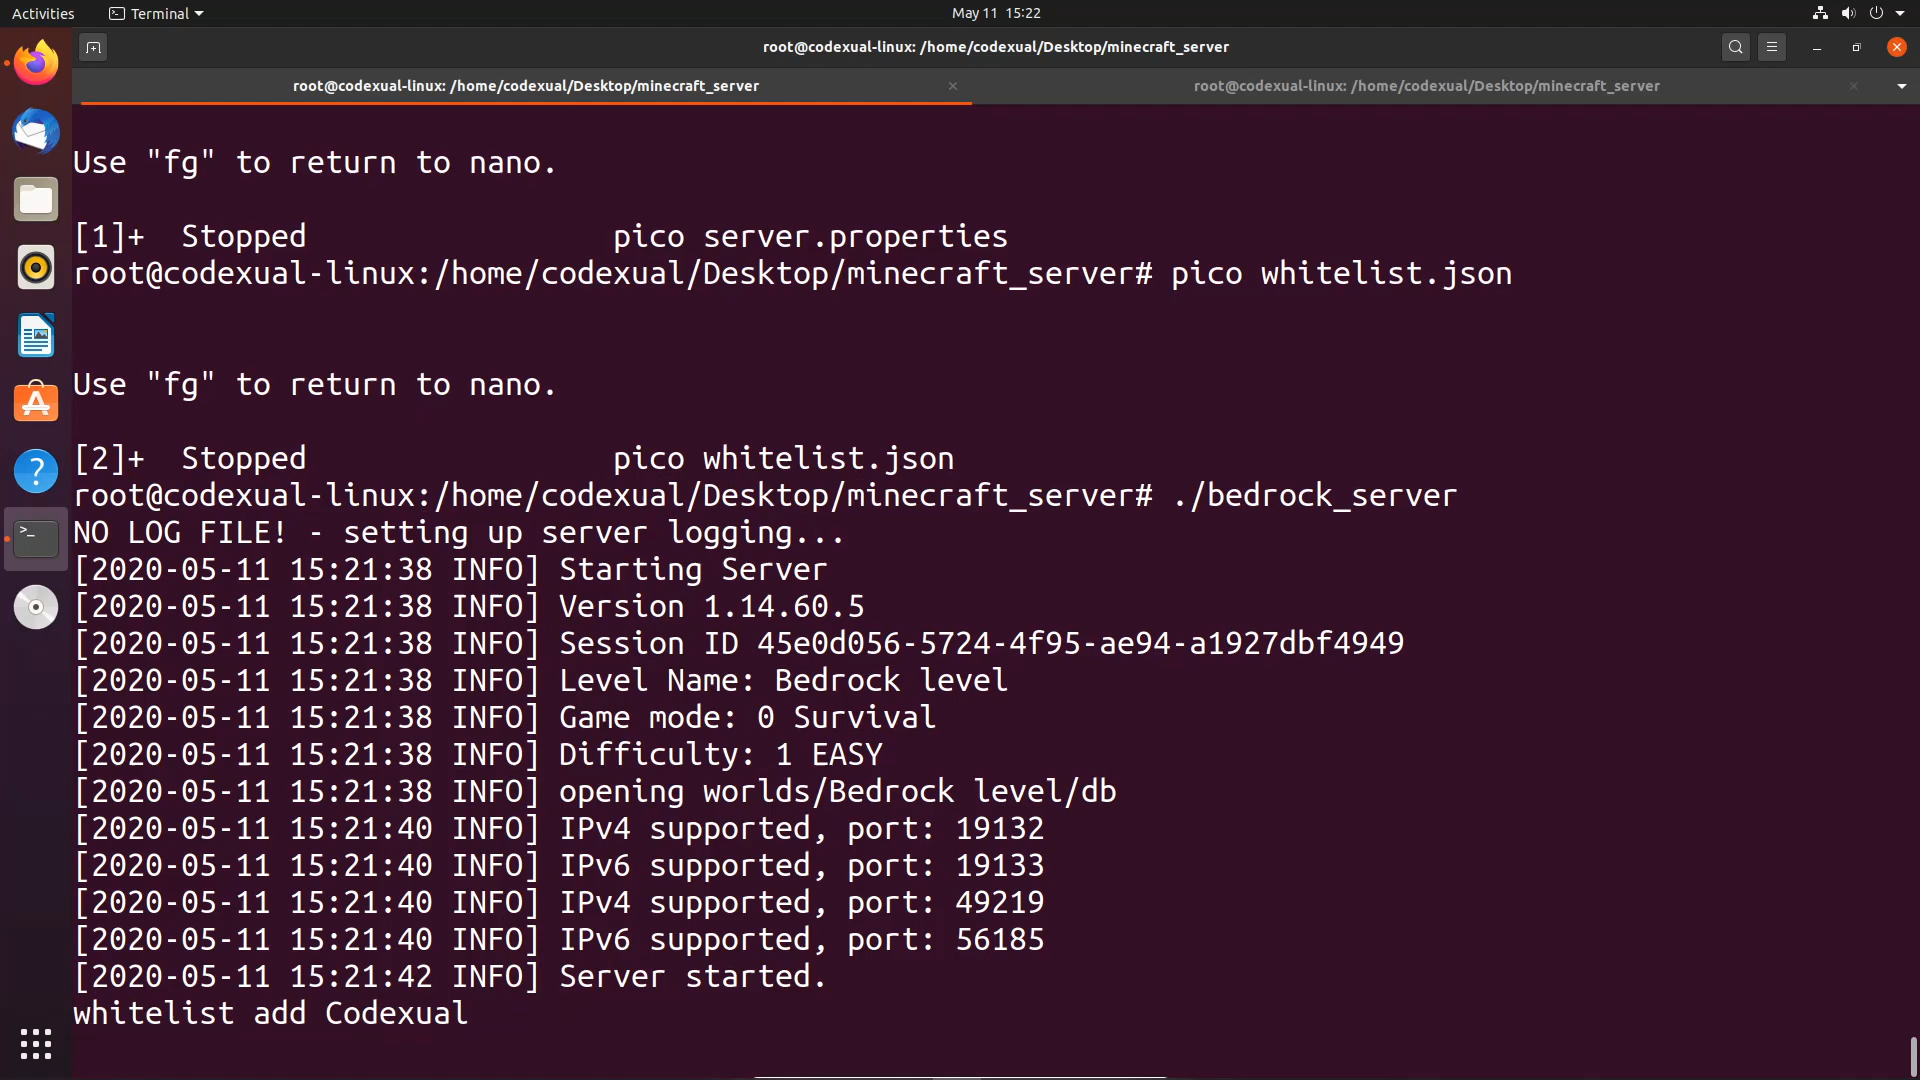 Activities
Terminal
May 11 15:22
root@codexual-linux: /home/codexual/Desktop/minecraft_server
root@codexual-linux: /home/codexual/Desktop/minecraft_server
root@codexual-linux: /home/codexual/Desktop/minecraft_server
Use "fg" to return to nano.
[1]+  Stopped                 pico server.properties
root@codexual-linux:/home/codexual/Desktop/minecraft_server# pico whitelist.json
Use "fg" to return to nano.
[2]+  Stopped                 pico whitelist.json
root@codexual-linux:/home/codexual/Desktop/minecraft_server# ./bedrock_server
NO LOG FILE! - setting up server logging...
[2020-05-11 15:21:38 INFO] Starting Server
[2020-05-11 15:21:38 INFO] Version 1.14.60.5
[2020-05-11 15:21:38 INFO] Session ID 45e0d056-5724-4f95-ae94-a1927dbf4949
[2020-05-11 15:21:38 INFO] Level Name: Bedrock level
[2020-05-11 15:21:38 INFO] Game mode: 0 Survival
[2020-05-11 15:21:38 INFO] Difficulty: 1 EASY
[2020-05-11 15:21:38 INFO] opening worlds/Bedrock level/db
[2020-05-11 15:21:40 INFO] IPv4 supported, port: 19132
[2020-05-11 15:21:40 INFO] IPv6 supported, port: 19133
[2020-05-11 15:21:40 INFO] IPv4 supported, port: 49219
[2020-05-11 15:21:40 INFO] IPv6 supported, port: 56185
[2020-05-11 15:21:42 INFO] Server started.
whitelist add Codexual